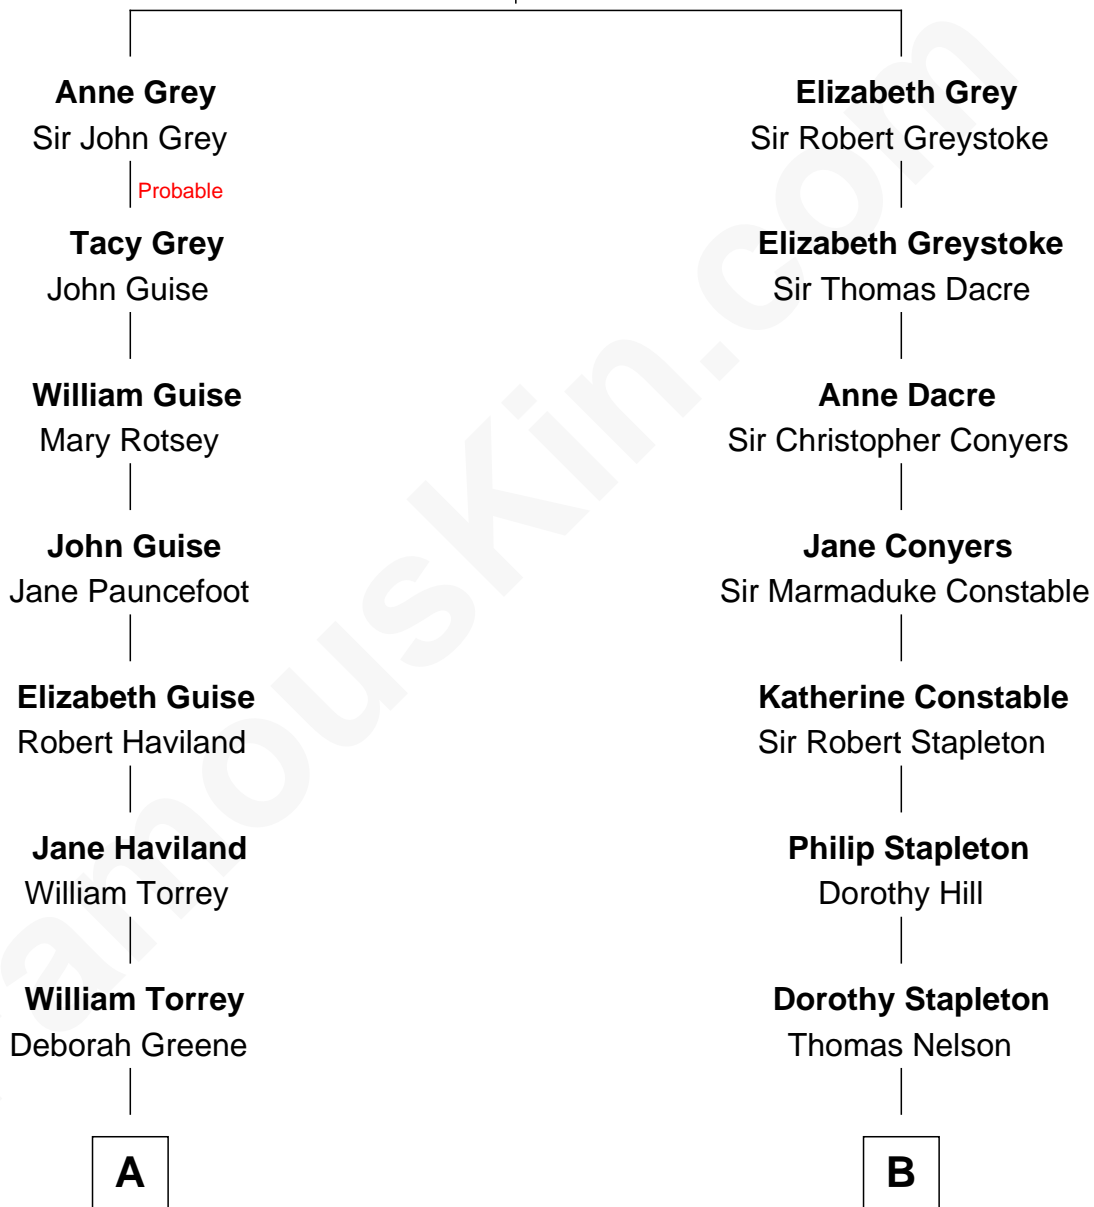 Anne Grey
Sir John Grey
Probable
Tacy Grey
John Guise
William Guise
Mary Rotsey
John Guise
Jane Pauncefoot
Elizabeth Guise
Robert Haviland
Jane Haviland
William Torrey
William Torrey
Deborah Greene
A
Elizabeth Grey
Sir Robert Greystoke
Elizabeth Greystoke
Sir Thomas Dacre
Anne Dacre
Sir Christopher Conyers
Jane Conyers
Sir Marmaduke Constable
Katherine Constable
Sir Robert Stapleton
Philip Stapleton
Dorothy Hill
Dorothy Stapleton
Thomas Nelson
B
amouskin.com